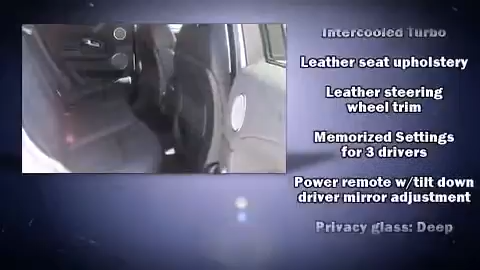 Intercooled Turbo
Leather seat upholstery
Leather steering
wheel trim
Memorized Settings
for 3 drivers
Power remote w/tilt down
driver mirror adjustment
Privacy glass: Deep